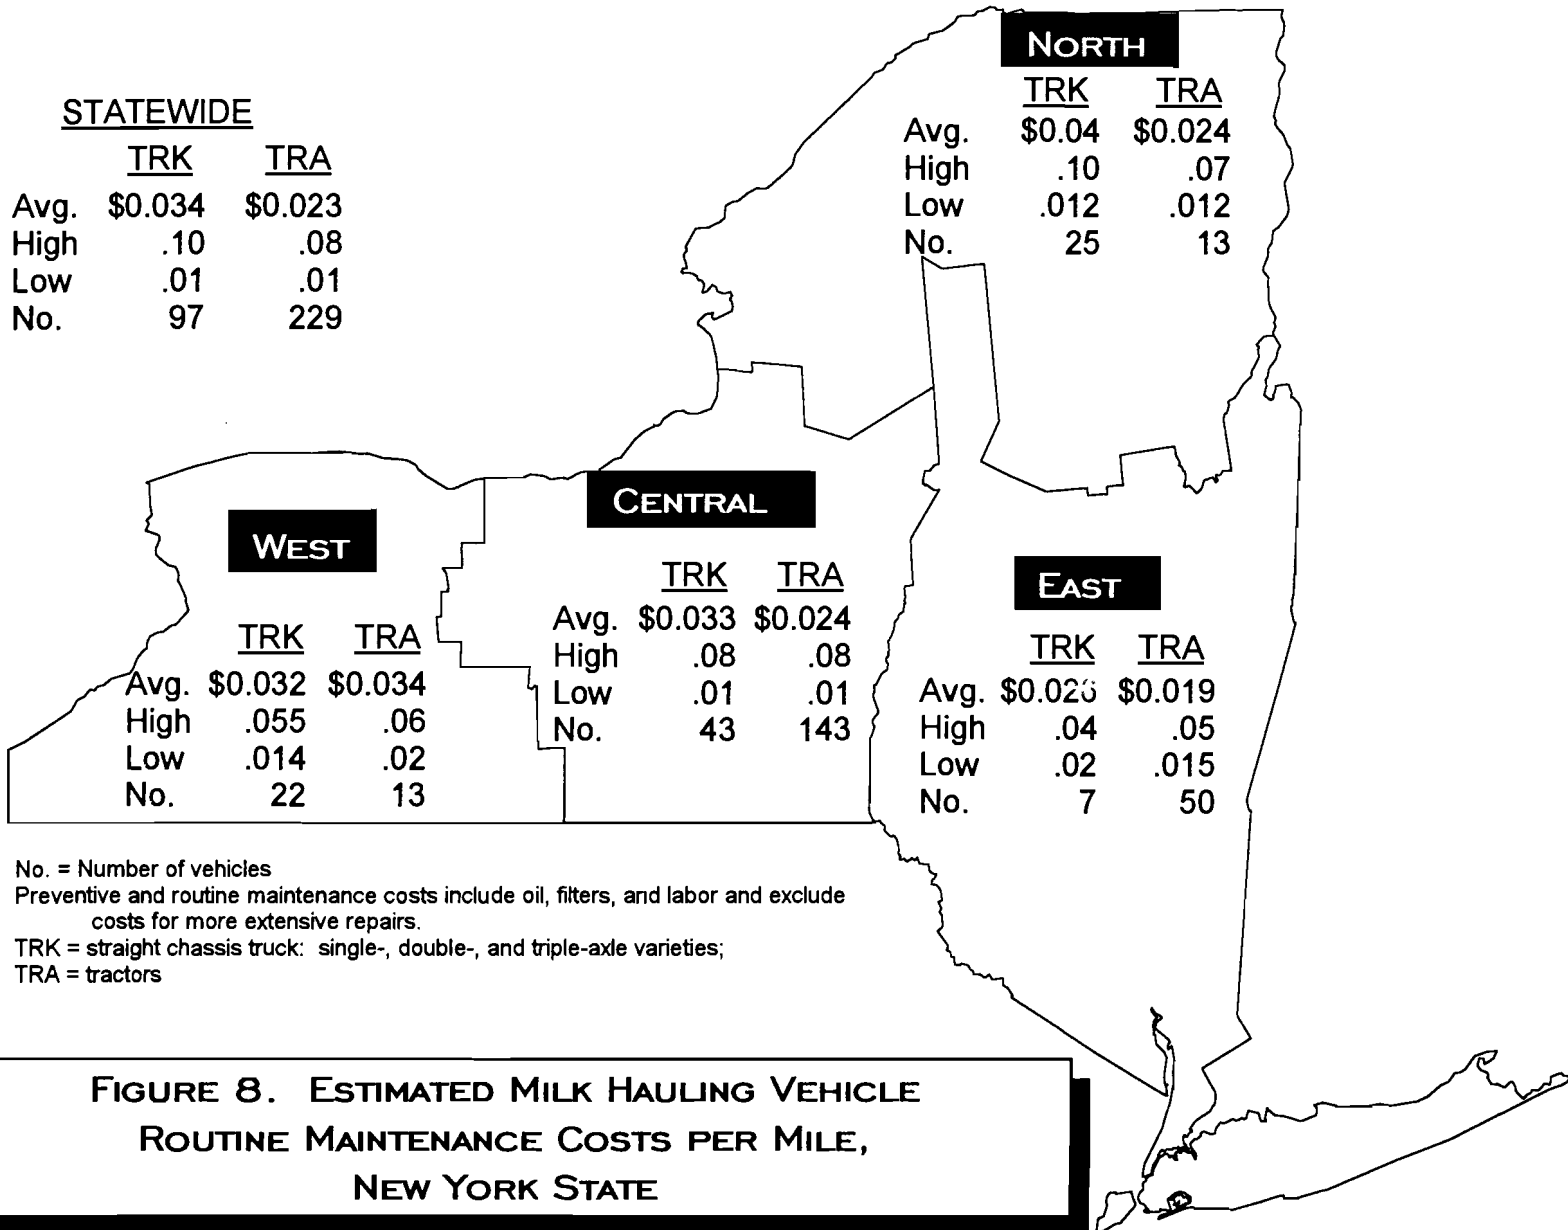 STATEWIDE
TRK TRA
Avg. $0.034 $0.023
High .10 .08
Low .01 .01
No. 97 229
NORTH
TRK TRA
Avg. $0.04 $0.024
High .10 .07
Low .012 .012
No. 25 13
WEST
TRK TRA
Avg. $0.032 $0.034
High .055 .06
Low .014 .02
No. 22 13
CENTRAL
TRK TRA
Avg. $0.033 $0.024
High .08 .08
Low .01 .01
No. 43 143
EAST
TRK TRA
Avg. $0.019
High .04 .05
Low .02 .015
No. 7 50
No. = Number of vehicles
Preventive and routine maintenance costs include oil, filters, and labor and exclude
costs for more extensive repairs.
TRK = straight chassis truck: single-, double-, and triple-axle varieties;
TRA = tractors
FIGURE 8. ESTIMATED MILK HAULING VEHICLE
ROUTINE MAINTENANCE COSTS PER MILE,
NEW YORK STATE